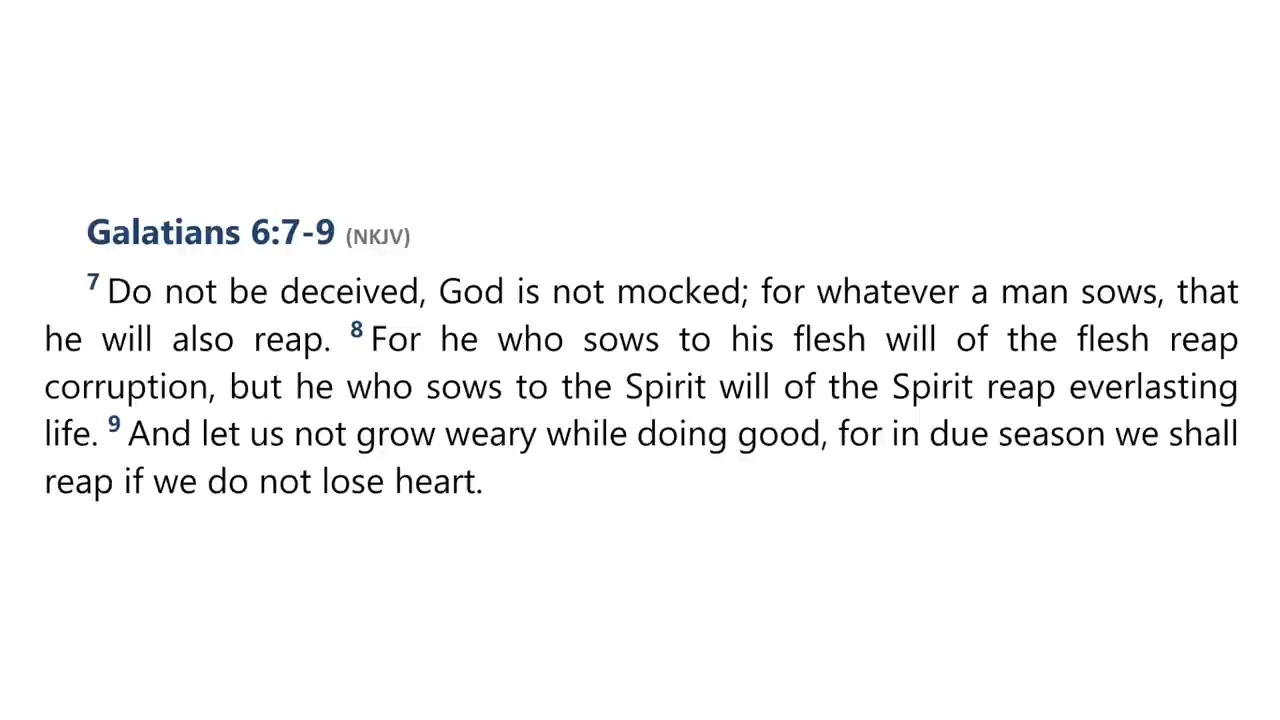 Galatians 6:7-9 (NKJV)
7 Do not be deceived, God is not mocked; for whatever a man sows, that
he will also reap. 8 For he who sows to his flesh will of the flesh reap
corruption, but he who sows to the Spirit will of the Spirit reap everlasting
life. 9 And let us not grow weary while doing good, for in due season we shall
reap if we do not lose heart.